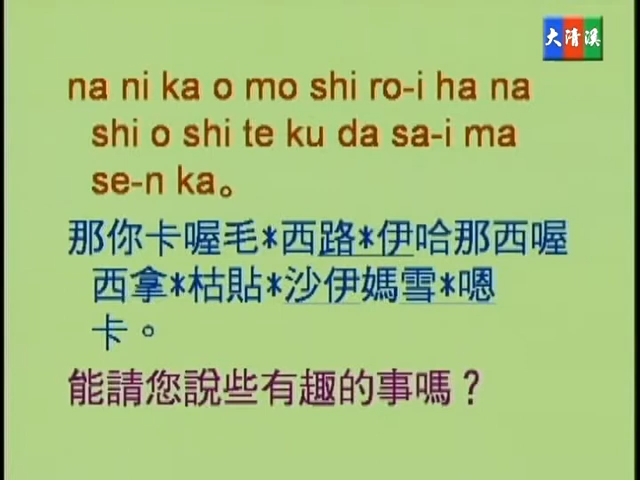 大清溪
na ni ka o mo shi ro-i ha na
shi o shi te ku da sa-i ma
se-n ka。
那你卡喔毛*西路*伊哈那西喔
西拿*枯貼*沙伊媽雪*嗯
卡。
能請您說些有趣的事嗎？